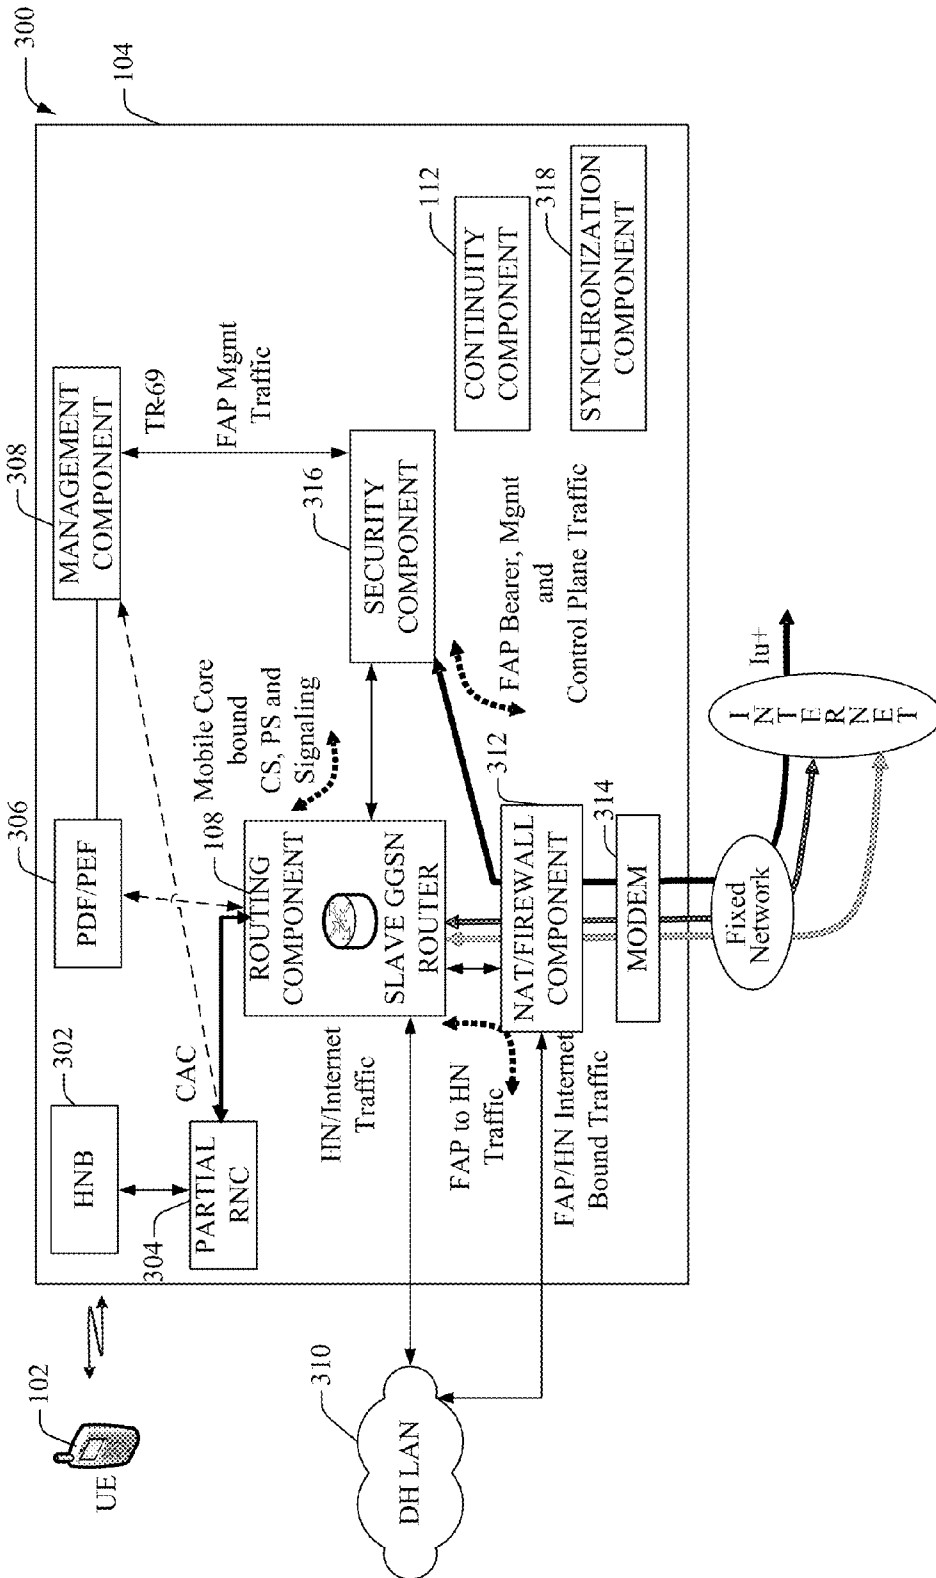 300
104
102
UE
302
HNB
304
PARTIAL
RNC
CAC
306
PDF/PEF
308
MANAGEMENT
COMPONENT
TR-69
FAP Mgmt
Traffic
108
ROUTING
COMPONENT
SLAVE GGSN
ROUTER
Mobile Core
bound
CS, PS and
Signaling
316
SECURITY
COMPONENT
112
CONTINUITY
COMPONENT
318
SYNCHRONIZATION
COMPONENT
310
DH LAN
HN/Internet
Traffic
FAP to HN
Traffic
FAP/HN Internet
Bound Traffic
312
NAT/FIREWALL
COMPONENT
FAP Bearer, Mgmt
and
Control Plane Traffic
314
MODEM
Fixed
Network
INTERNET
Iu+